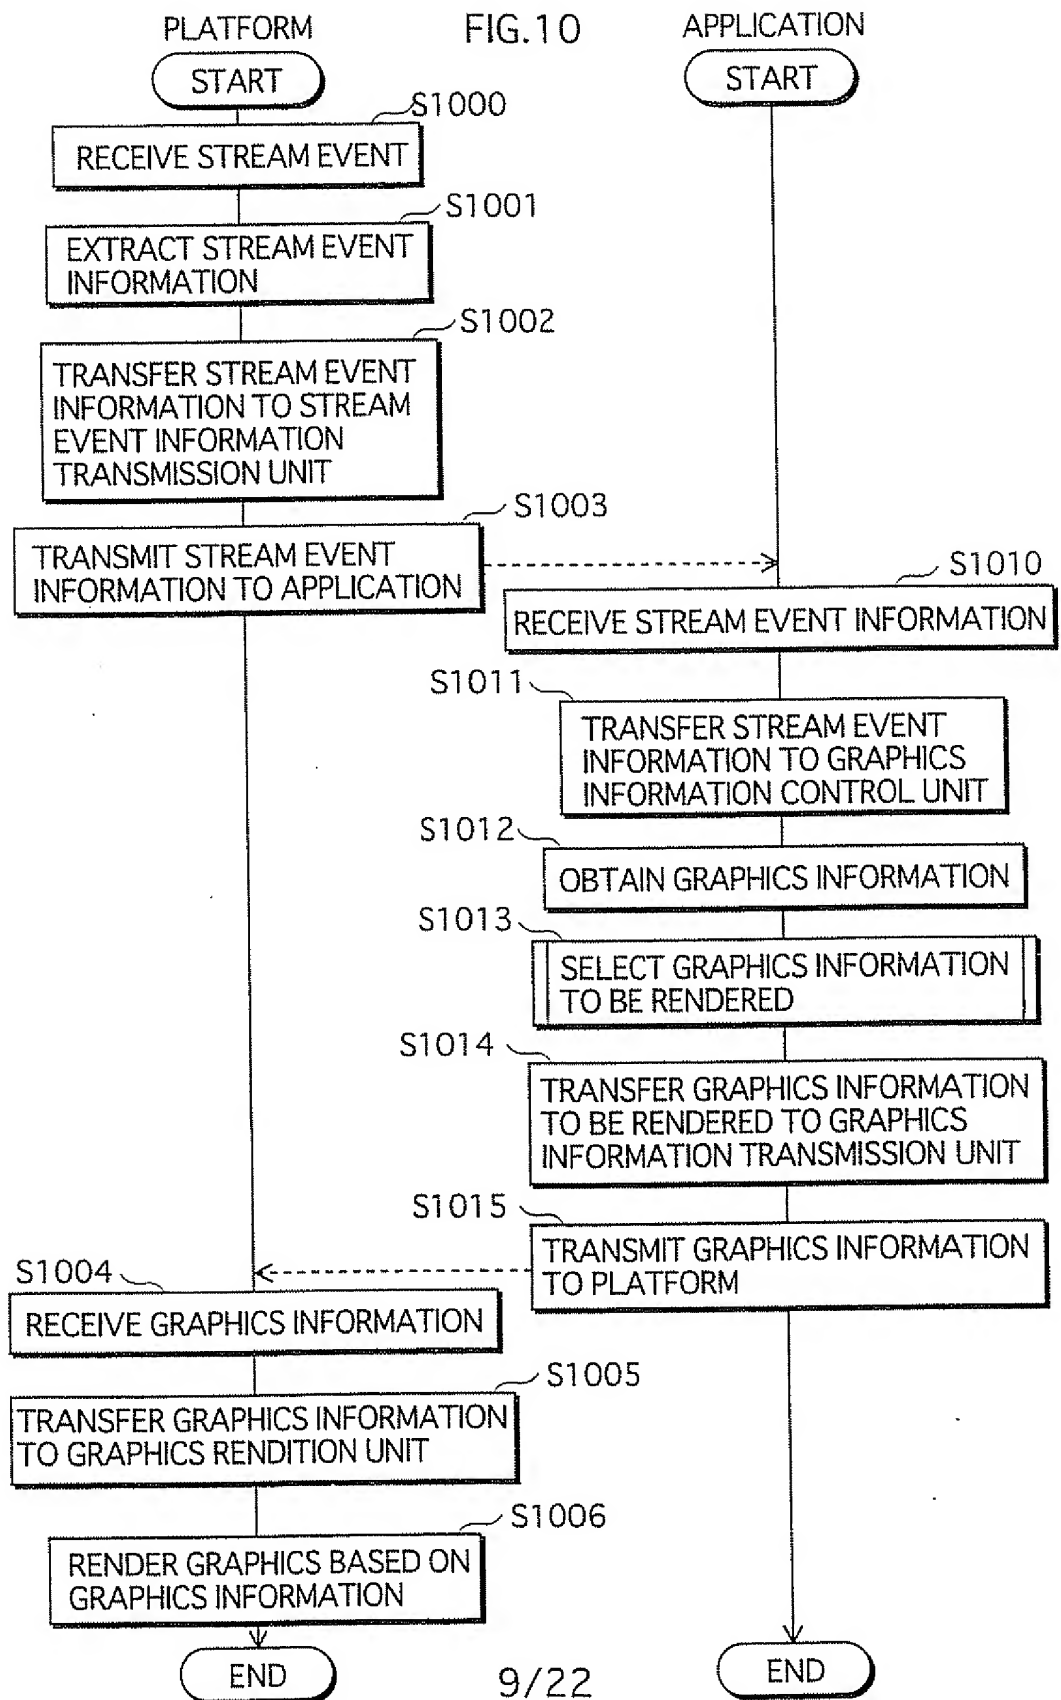 PLATFORM
FIG.10
APPLICATION
START
START
S1000
RECEIVE STREAM EVENT
S1001
EXTRACT STREAM EVENT
INFORMATION
S1002
TRANSFER STREAM EVENT
INFORMATION TO STREAM
EVENT INFORMATION
TRANSMISSION UNIT
S1003
TRANSMIT STREAM EVENT
INFORMATION TO APPLICATION
S1010
RECEIVE STREAM EVENT INFORMATION
S1011
TRANSFER STREAM EVENT
INFORMATION TO GRAPHICS
INFORMATION CONTROL UNIT
S1012
OBTAIN GRAPHICS INFORMATION
S1013
SELECT GRAPHICS INFORMATION
TO BE RENDERED
S1014
TRANSFER GRAPHICS INFORMATION
TO BE RENDERED TO GRAPHICS
INFORMATION TRANSMISSION UNIT
S1015
TRANSMIT GRAPHICS INFORMATION
TO PLATFORM
S1004
RECEIVE GRAPHICS INFORMATION
S1005
TRANSFER GRAPHICS INFORMATION
TO GRAPHICS RENDITION UNIT
S1006
RENDER GRAPHICS BASED ON
GRAPHICS INFORMATION
END
END
9/22